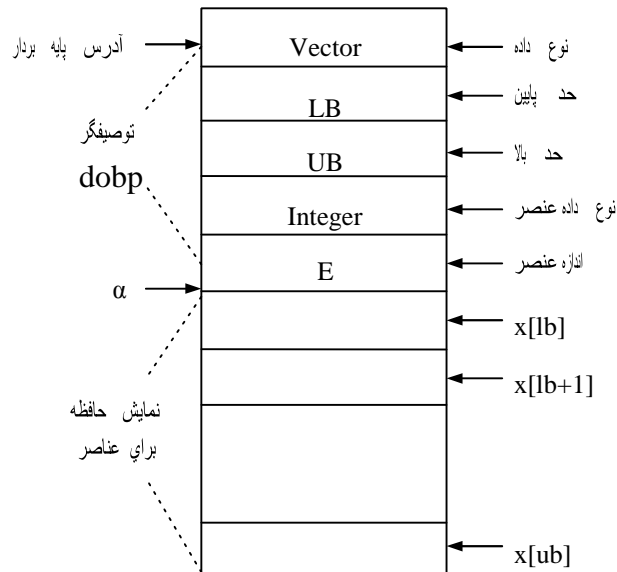 آدرس پایه بردار
Vector
نوع داده
LB
حد پایین
توصیفگر
dobp
UB
حد بالا
Integer
نوع داده عنصر
E
اندازه عنصر
α
x[lb]
x[lb+1]
نمایش حافظه
براي عناصر
x[ub]